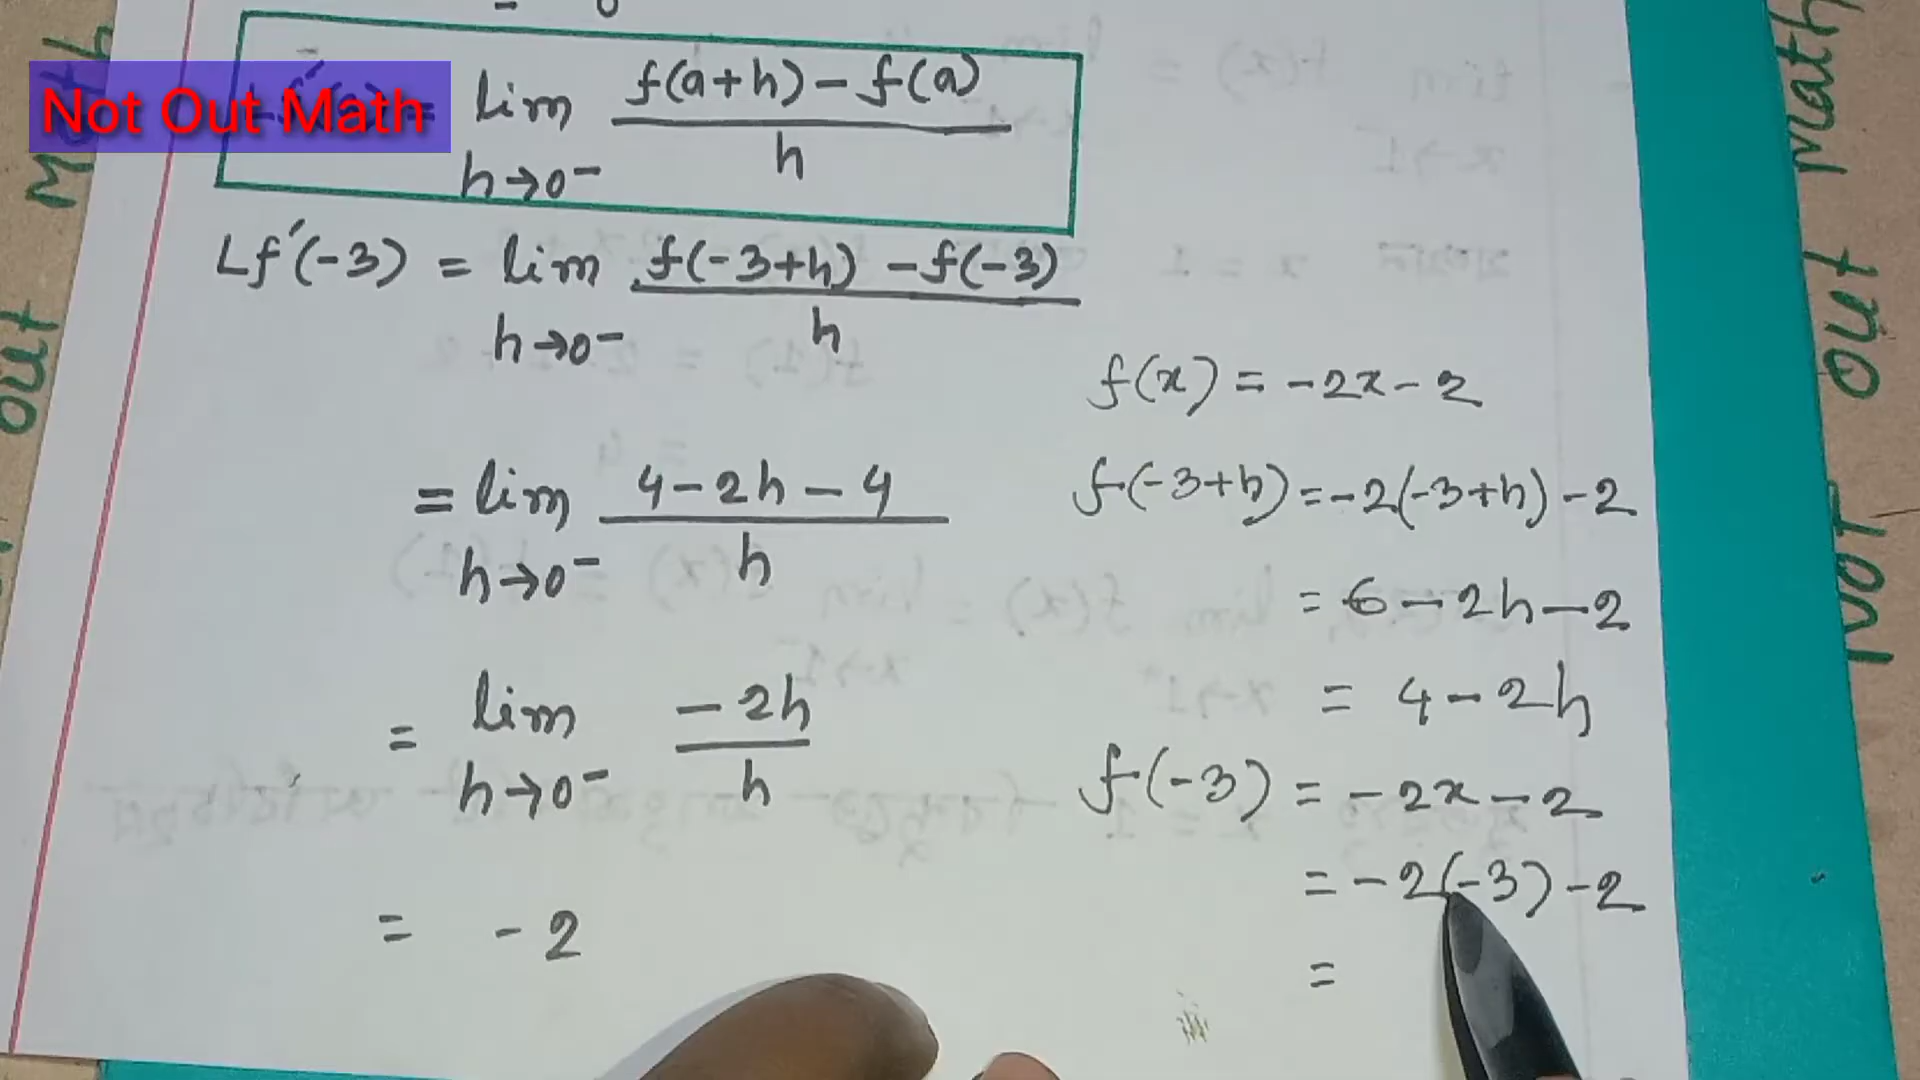 = 0
Not Out Math
Lf'(a) = lim f(a+h) – f(a)
h→0⁻ h
Lf'(-3) = lim f(-3+h) – f(-3)
h→0⁻ h
= lim 4 – 2h – 4
h→0⁻ h
= lim – 2h
h→0⁻ h
= - 2
f(x) = -2x - 2
f(-3+h) = -2(-3+h) - 2
= 6 – 2h – 2
= 4 – 2h
f(-3) = -2x – 2
= -2(-3) - 2
=
Math
out
Math
out
NOT